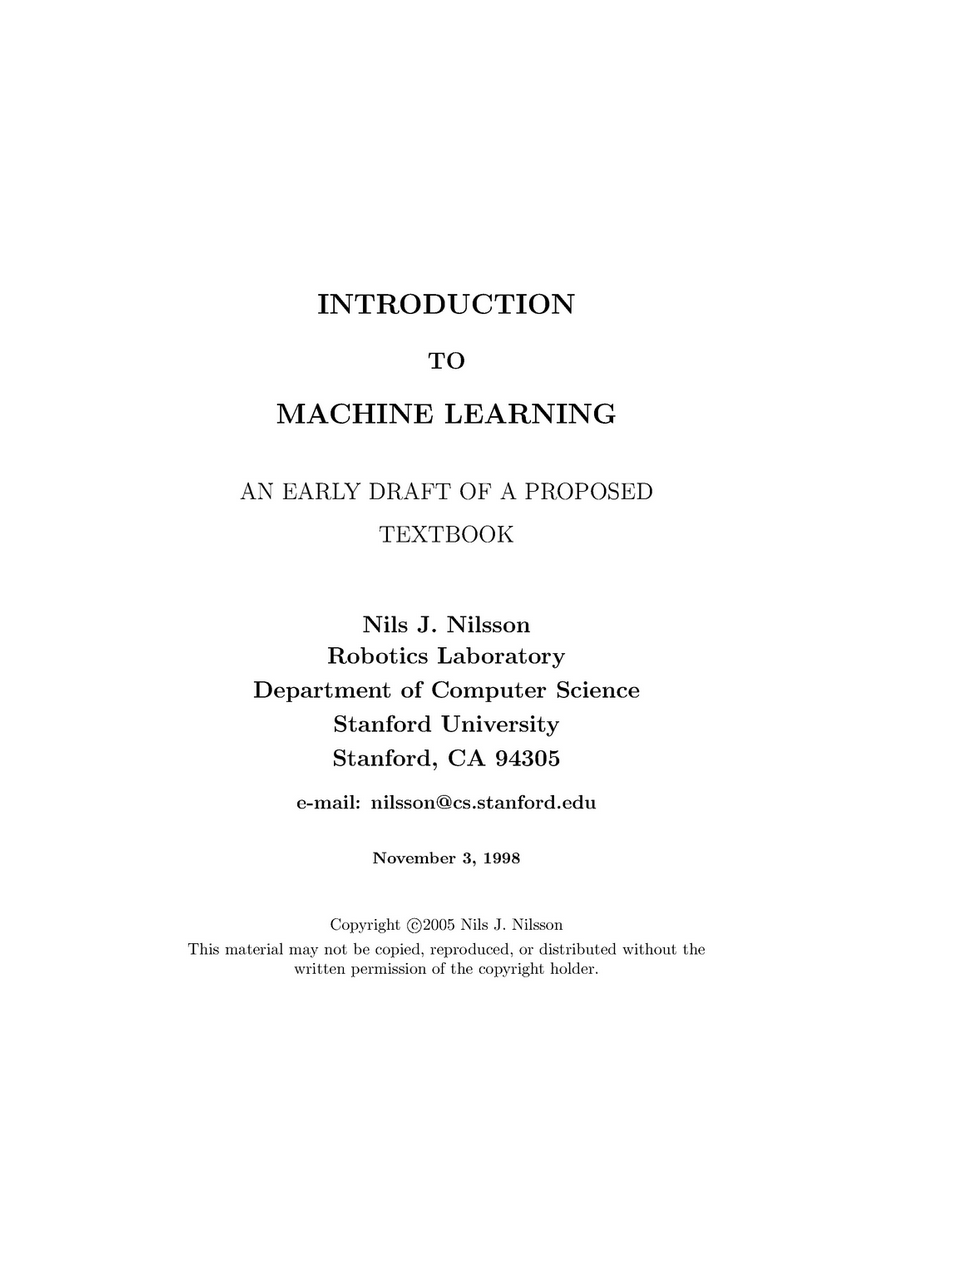 INTRODUCTION
TO
MACHINE LEARNING
AN EARLY DRAFT OF A PROPOSED
TEXTBOOK
Nils J. Nilsson
Robotics Laboratory
Department of Computer Science
Stanford University
Stanford, CA 94305
e-mail: nilsson@cs.stanford.edu
November 3, 1998
Copyright ©2005 Nils J. Nilsson
This material may not be copied, reproduced, or distributed without the
written permission of the copyright holder.